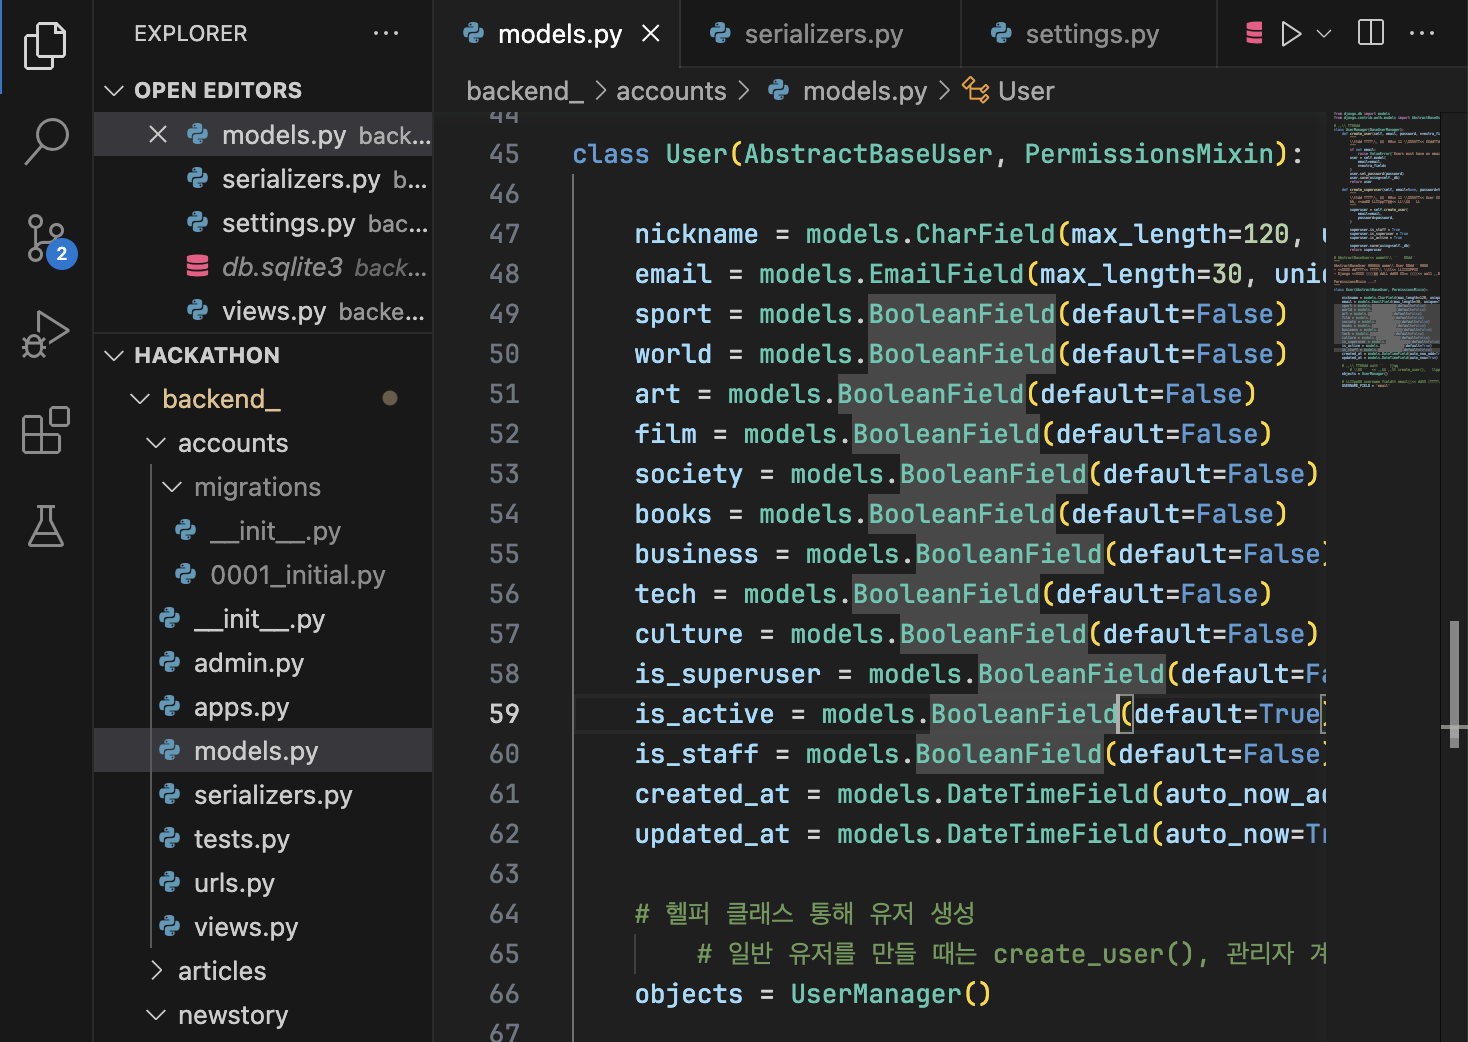 EXPLORER
OPEN EDITORS
models.py back...
serializers.py b...
settings.py bac...
db.sqlite3 back...
views.py backe...
HACKATHON
backend_
accounts
migrations
__init__.py
0001_initial.py
__init__.py
admin.py
apps.py
models.py
serializers.py
tests.py
urls.py
views.py
articles
newstory
2
models.py
serializers.py
settings.py
backend_ > accounts > models.py > User
44
45 class User(AbstractBaseUser, PermissionsMixin):
46
47 nickname = models.CharField(max_length=120,
48 email = models.EmailField(max_length=30, uni
49 sport = models.BooleanField(default=False)
50 world = models.BooleanField(default=False)
51 art = models.BooleanField(default=False)
52 film = models.BooleanField(default=False)
53 society = models.BooleanField(default=False)
54 books = models.BooleanField(default=False)
55 business = models.BooleanField(default=False)
56 tech = models.BooleanField(default=False)
57 culture = models.BooleanField(default=False)
58 is_superuser = models.BooleanField(default=Fa
59 is_active = models.BooleanField(default=True)
60 is_staff = models.BooleanField(default=False)
61 created_at = models.DateTimeField(auto_now_ad
62 updated_at = models.DateTimeField(auto_now=Tr
63
64 # 헬퍼 클래스 통해 유저 생성
65 # 일반 유저를 만들 때는 create_user(), 관리자 계
66 objects = UserManager()
67